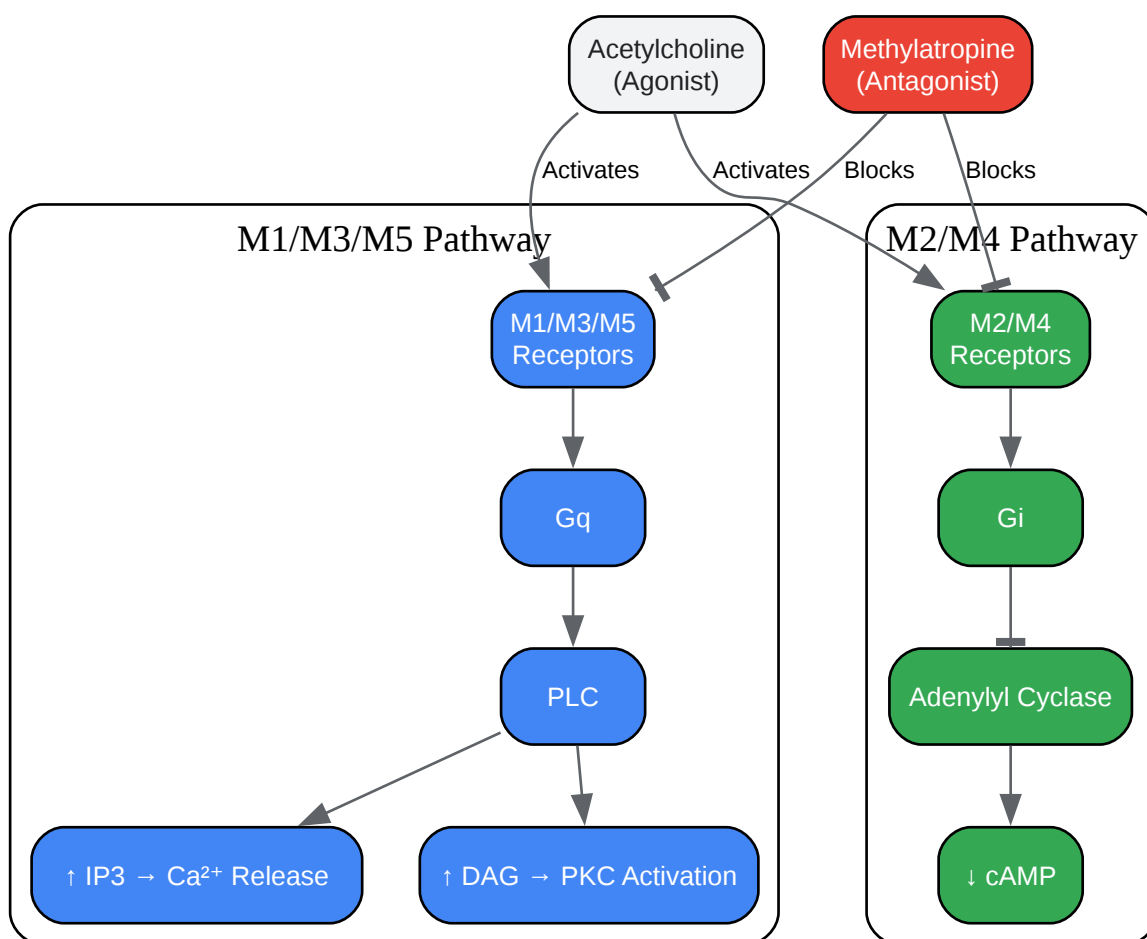 Acetylcholine
(Agonist)
Methylatropine
(Antagonist)
Activates
Activates
Blocks
Blocks
M1/M3/M5 Pathway
M2/M4 Pathway
M1/M3/M5
Receptors
M2/M4
Receptors
Gq
Gi
PLC
Adenylyl Cyclase
↑ IP3 → Ca²⁺ Release
↑ DAG → PKC Activation
↓ cAMP